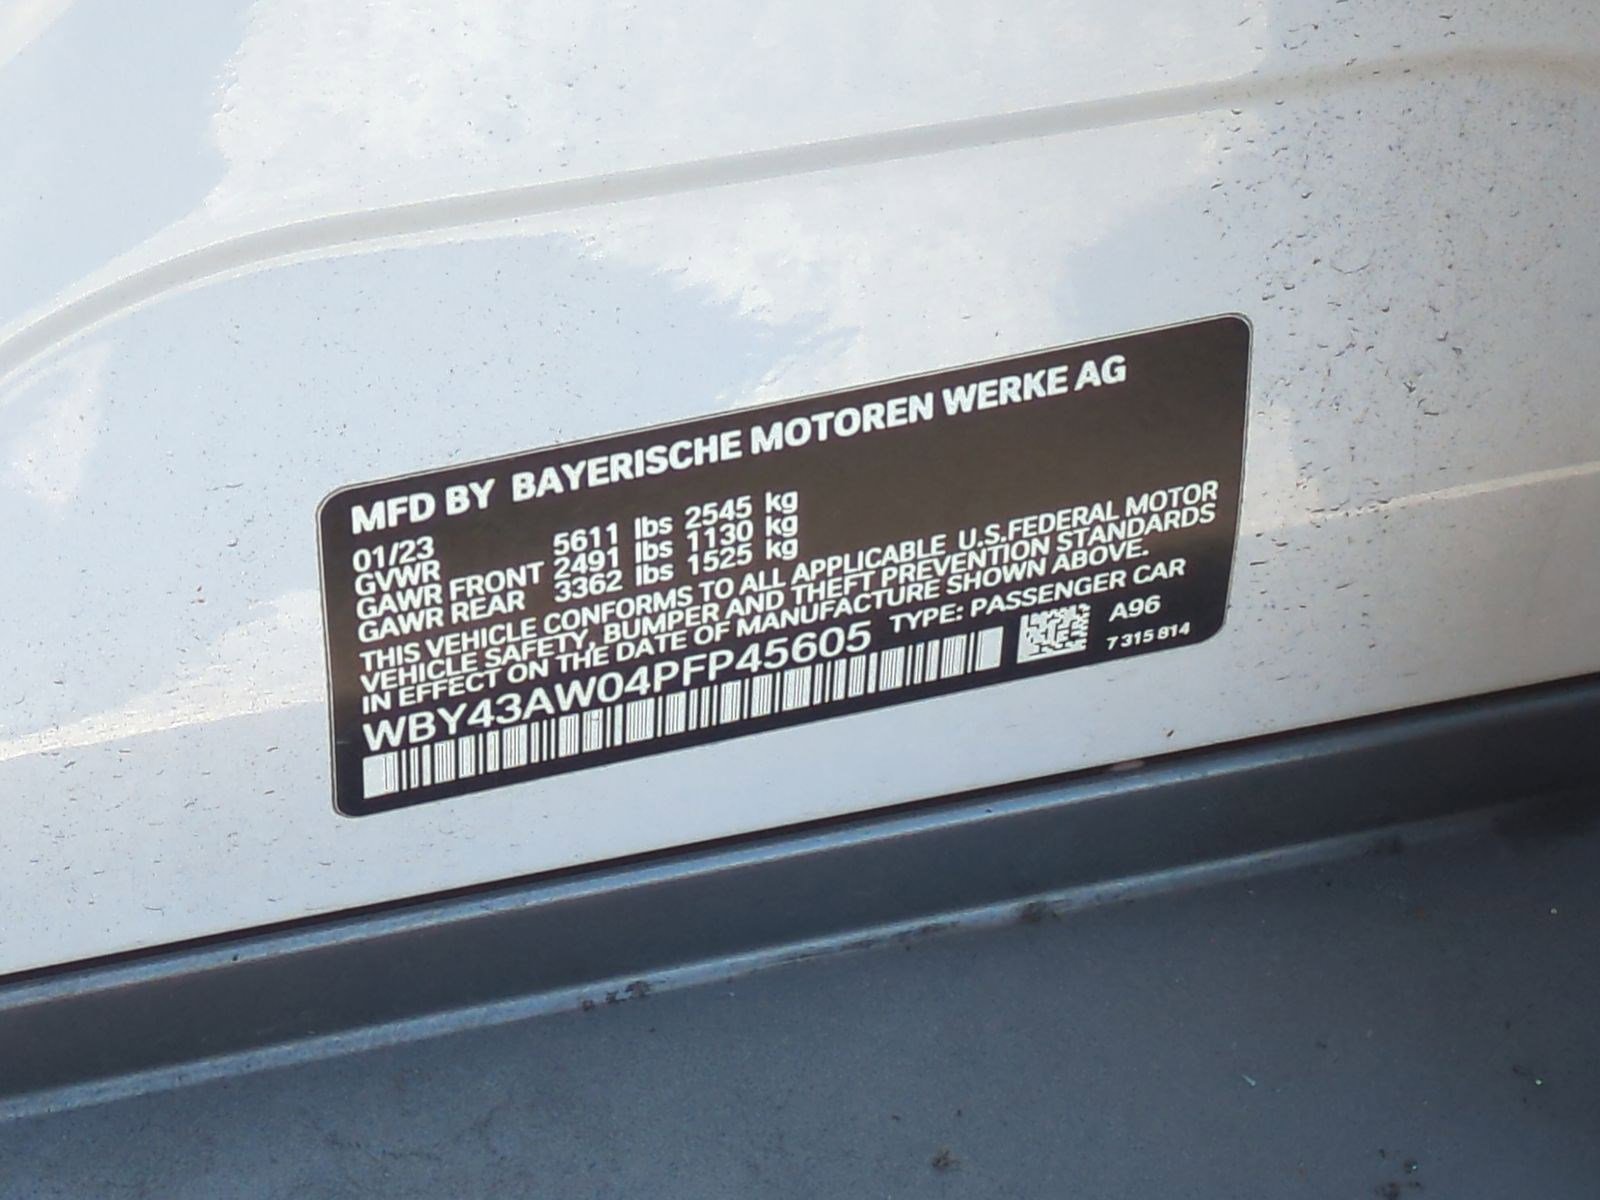 MFD BY BAYERISCHE MOTOREN WERKE AG
01/23
GVWR 5611 lbs 2545 kg
GAWR FRONT 2491 lbs 1130 kg
GAWR REAR 3362 lbs 1525 kg
THIS VEHICLE CONFORMS TO ALL APPLICABLE U.S.FEDERAL MOTOR
VEHICLE SAFETY, BUMPER AND THEFT PREVENTION STANDARDS
IN EFFECT ON THE DATE OF MANUFACTURE SHOWN ABOVE.
WBY43AW04PFP45605 TYPE: PASSENGER CAR
A96
7 315 814